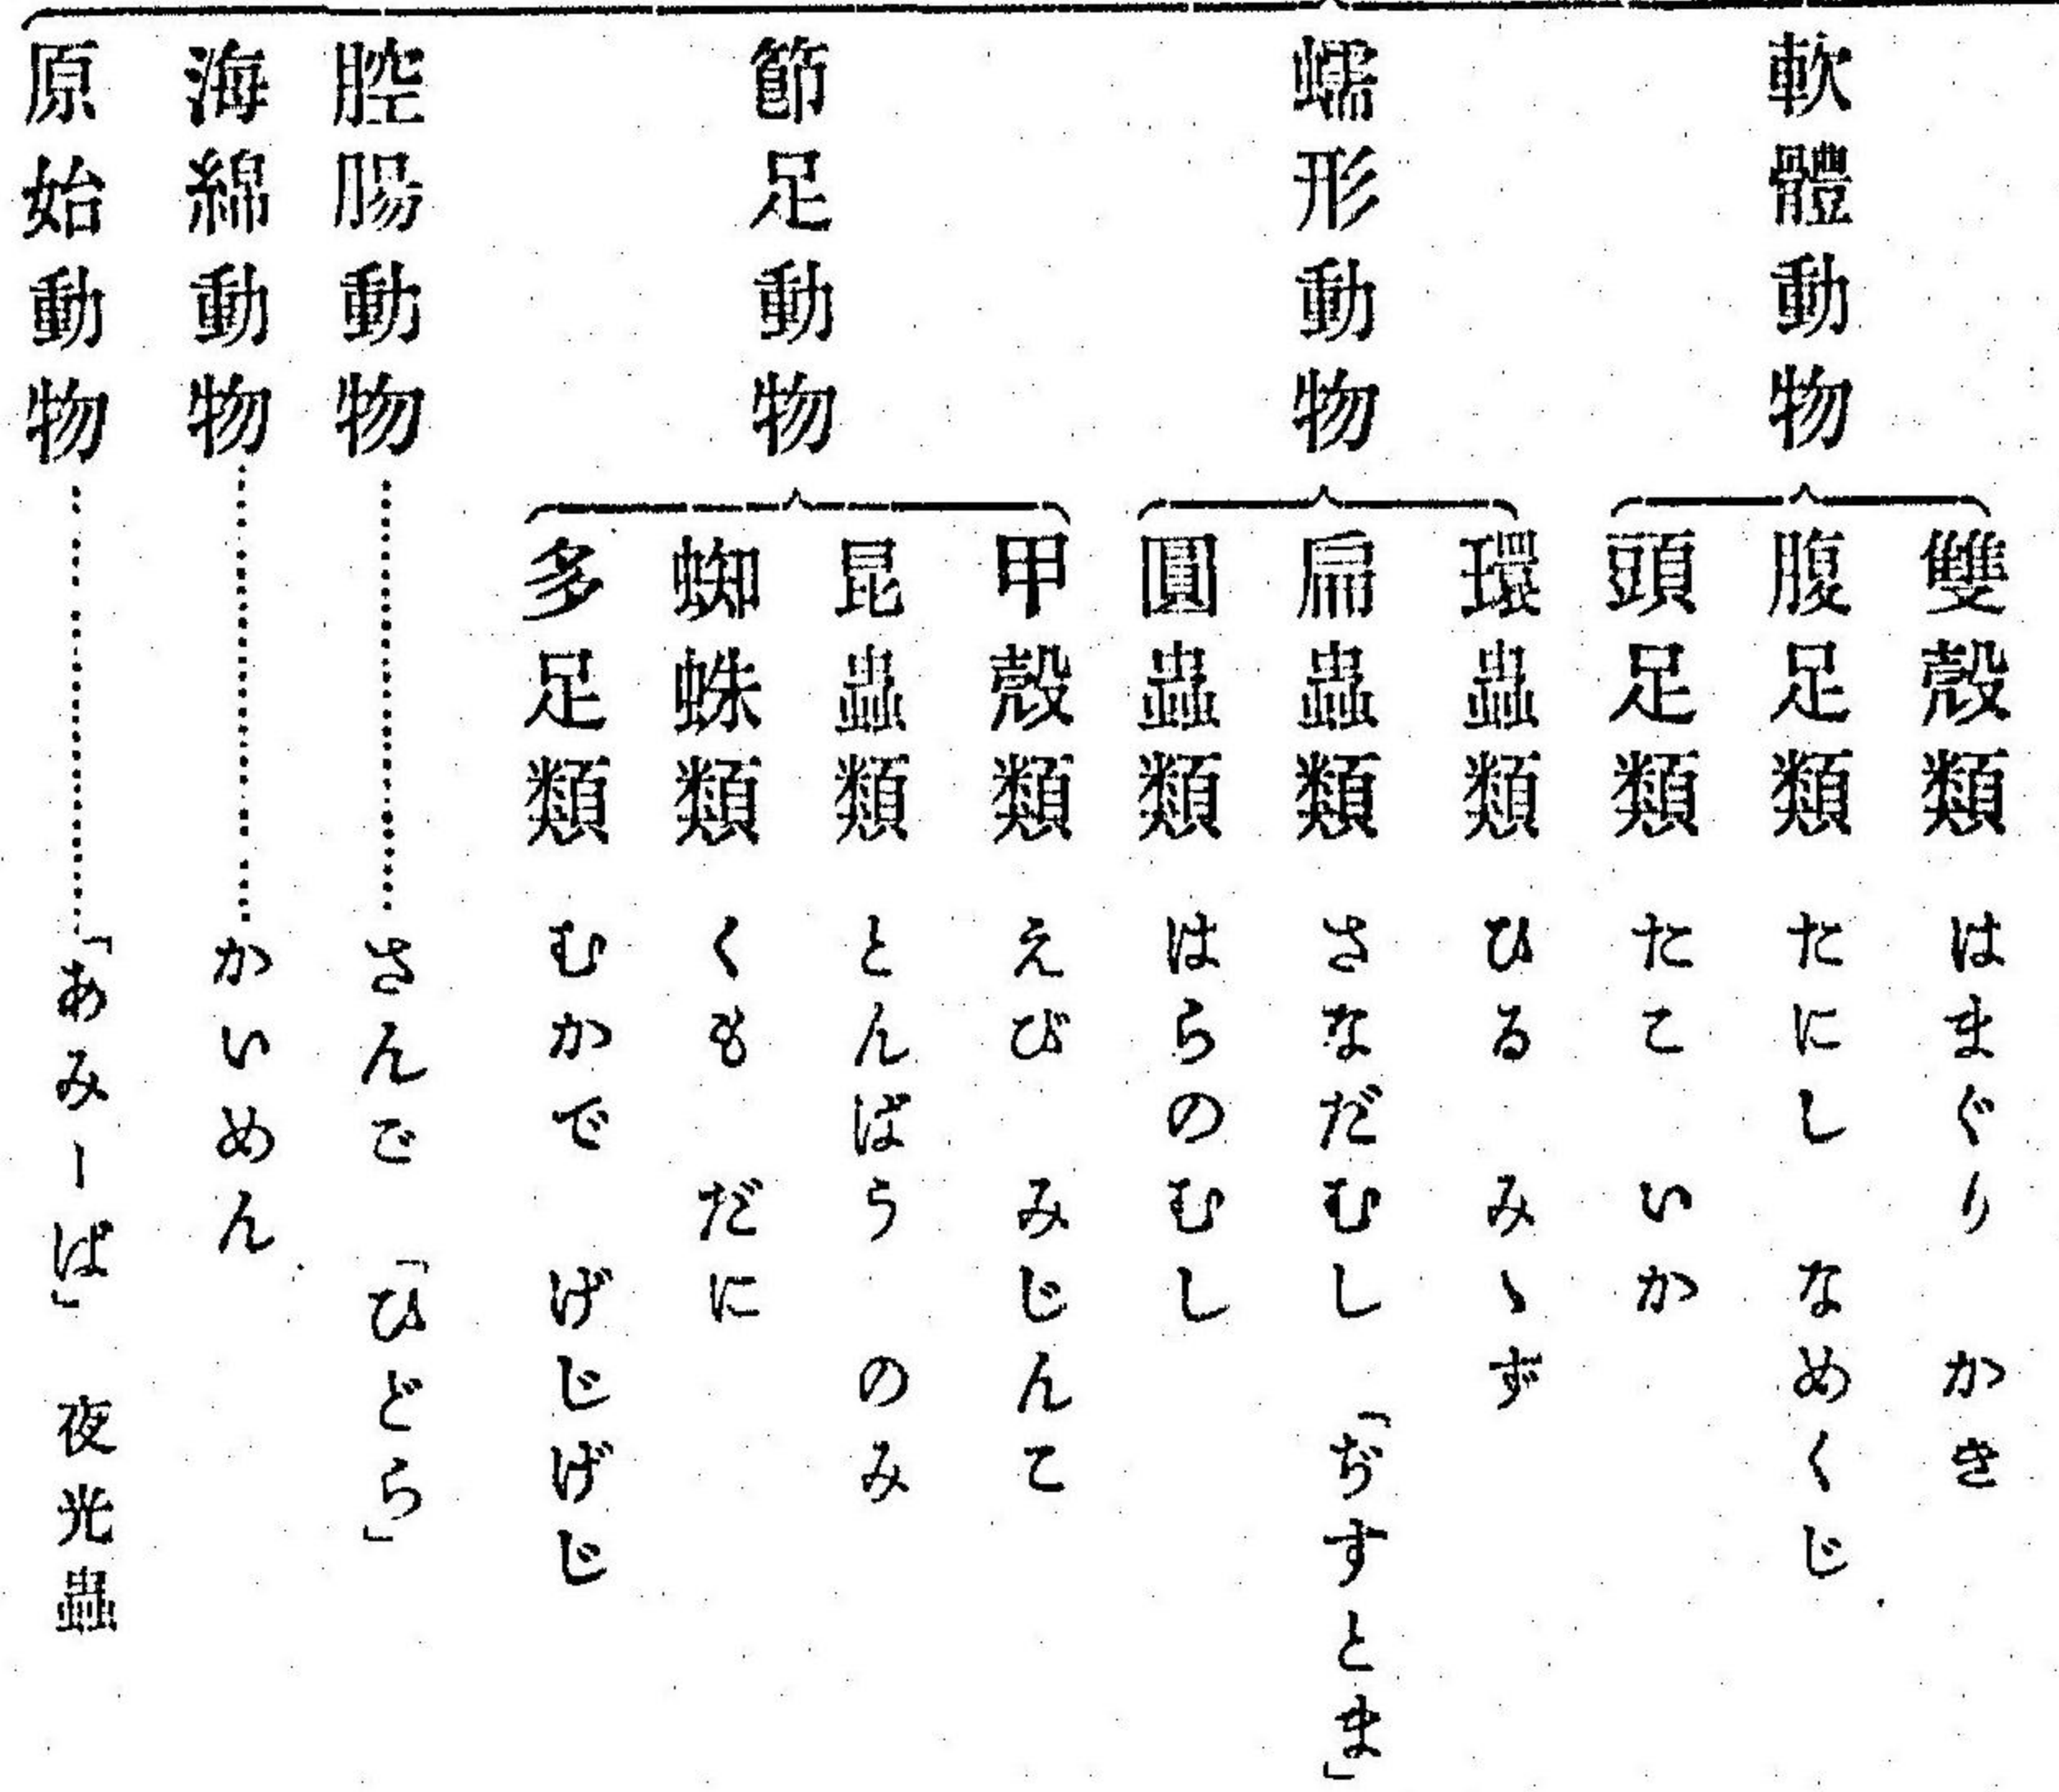 軟體動物
雙殼類 はまぐり かき
腹足類 たにし なめくじ
頭足類 たこ いか
蠕形動物
環蟲類 ひる みゝず
扁蟲類 さなだむし 「ぢすとま」
圓蟲類 はらのむし
節足動物
甲殼類 えび みじんこ
昆蟲類 とんばう のみ
蜘蛛類 くも だに
多足類 むかで げじげじ
腔腸動物………さんご 「ひどら」
海綿動物………かいめん
原始動物………「あみーば」 夜光蟲